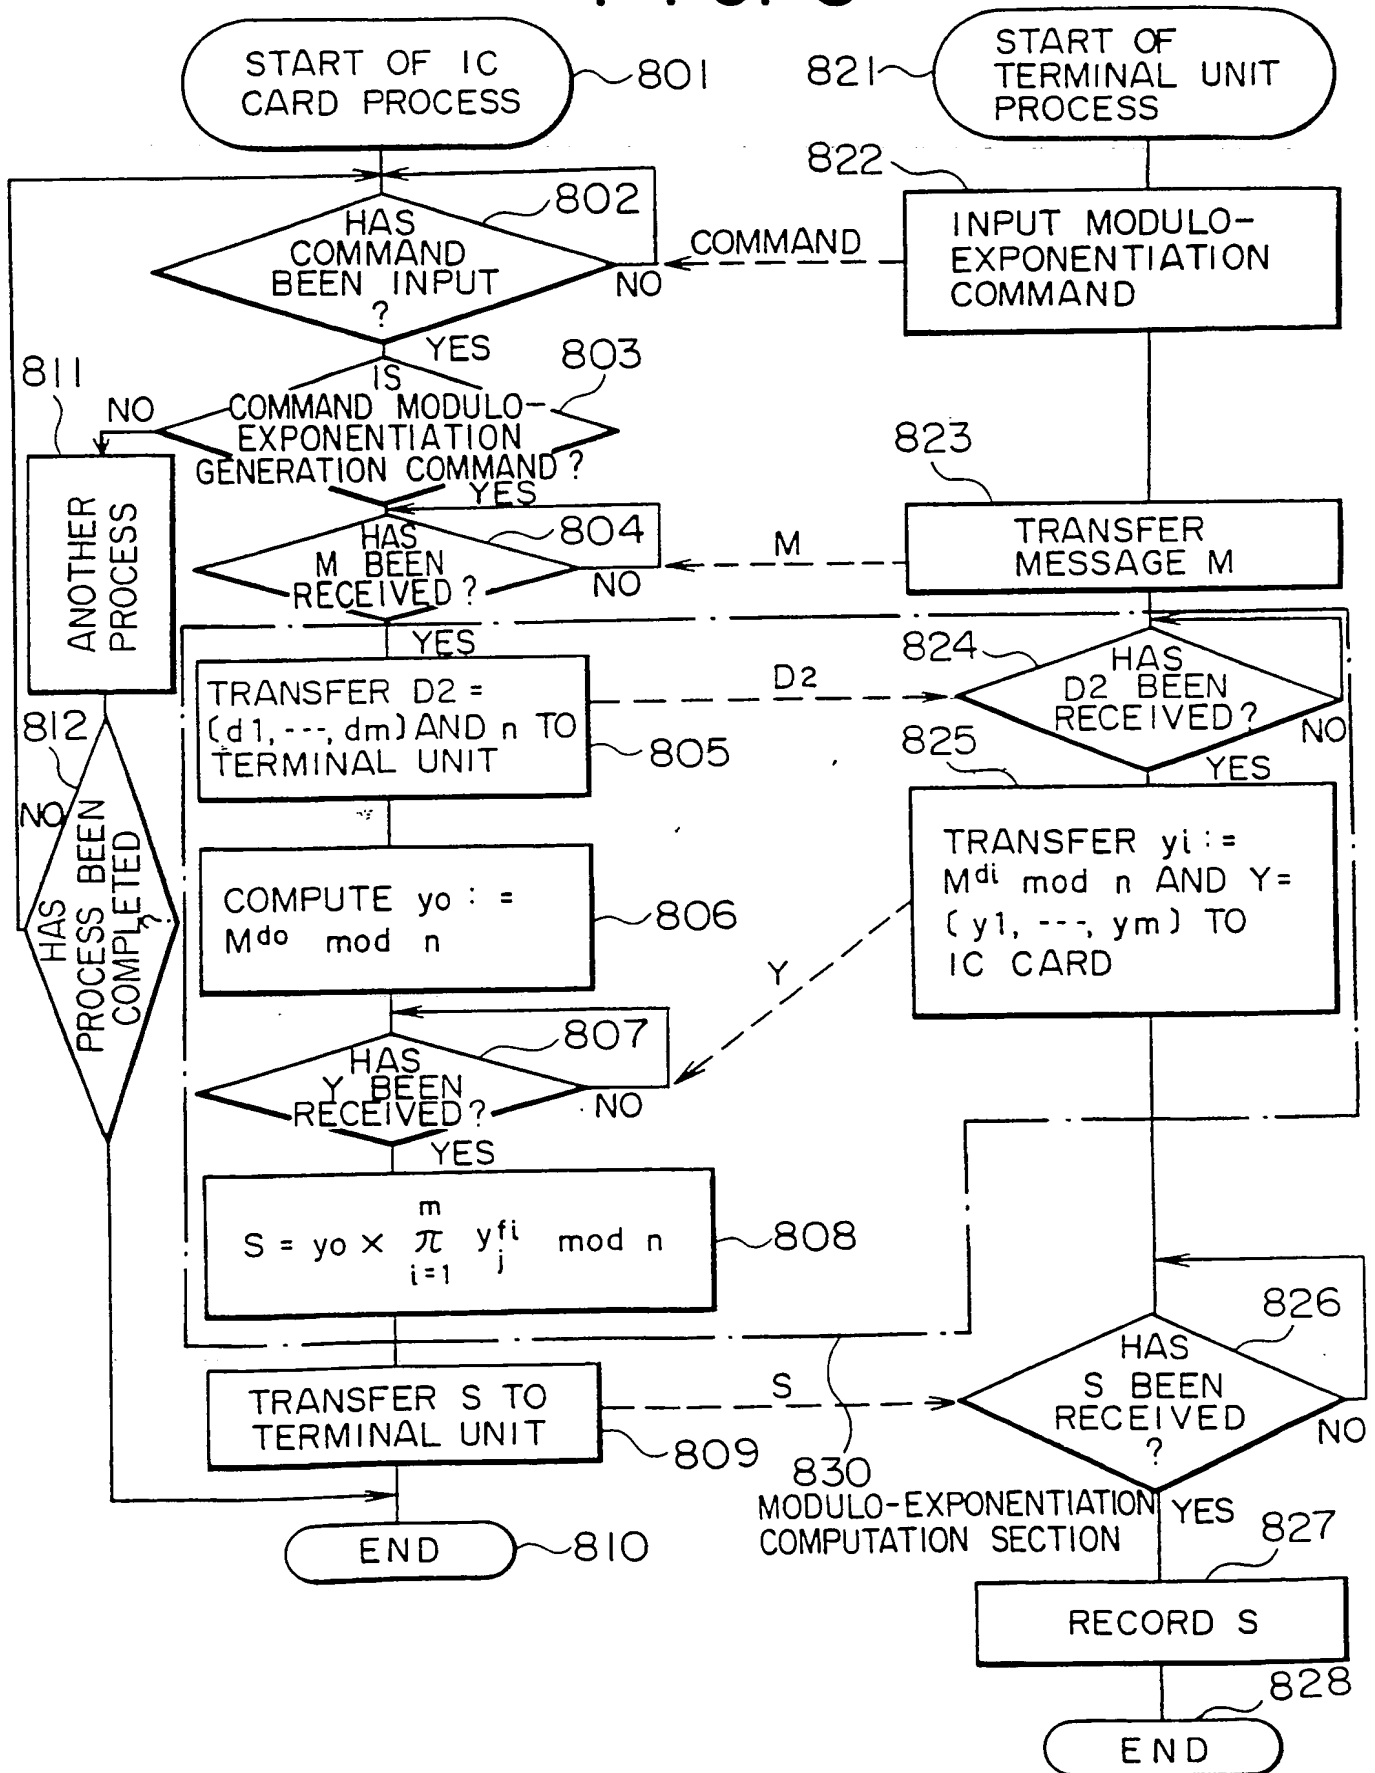 START OF IC
CARD PROCESS
801
HAS
COMMAND
BEEN INPUT
?
802
NO
YES
IS
COMMAND MODULO-
EXPONENTIATION
GENERATION COMMAND?
803
NO
YES
811
ANOTHER
PROCESS
812
HAS
PROCESS BEEN
COMPLETED
?
NO
HAS
M BEEN
RECEIVED?
804
NO
YES
TRANSFER D2 =
(d1, ---, dm) AND n TO
TERMINAL UNIT
805
COMPUTE yo : =
Mdo mod n
806
HAS
Y BEEN
RECEIVED?
807
NO
YES
m
S = yo × π y fi j mod n
i=1
808
TRANSFER S TO
TERMINAL UNIT
809
END
810
START OF
TERMINAL UNIT
PROCESS
821
822
INPUT MODULO-
EXPONENTIATION
COMMAND
COMMAND
823
TRANSFER
MESSAGE M
M
824
HAS
D2 BEEN
RECEIVED?
D2
NO
YES
825
TRANSFER yi :=
Mdi mod n AND Y=
(y1, ---, ym) TO
IC CARD
Y
826
HAS
S BEEN
RECEIVED
?
S
NO
YES
830
MODULO-EXPONENTIATION
COMPUTATION SECTION
827
RECORD S
828
END